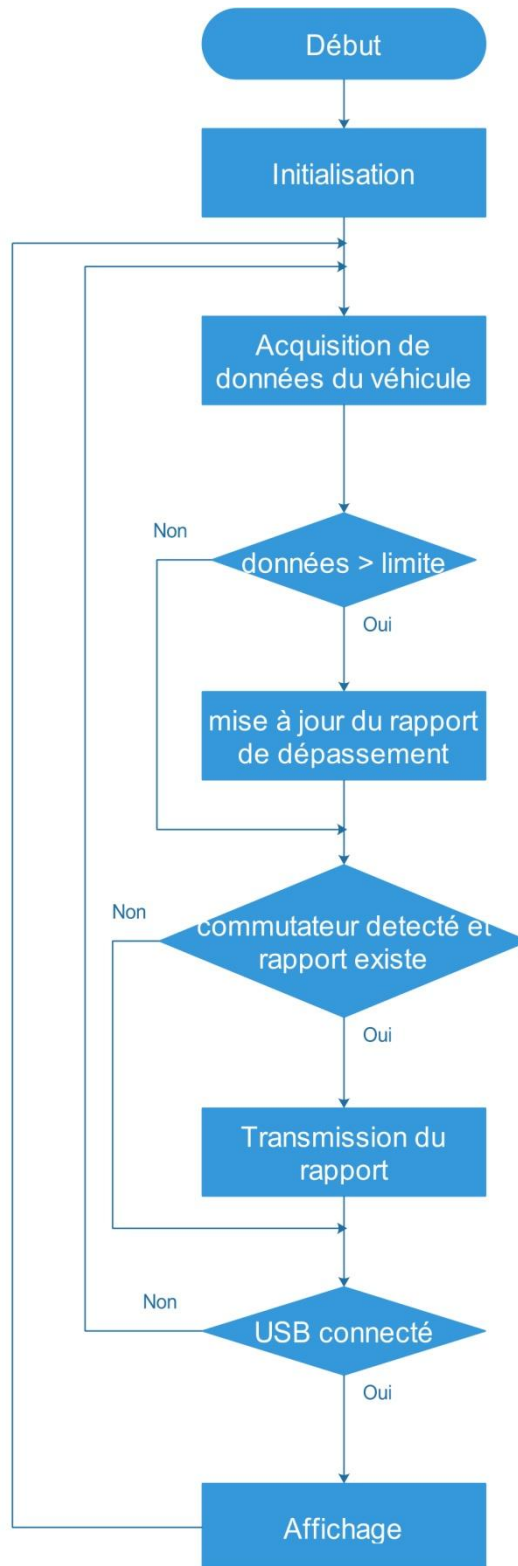 Début
Initialisation
Acquisition de
données du véhicule
Non
données > limite
Oui
mise à jour du rapport
de dépassement
Non
commutateur detecté et
rapport existe
Oui
Transmission du
rapport
Non
USB connecté
Oui
Affichage